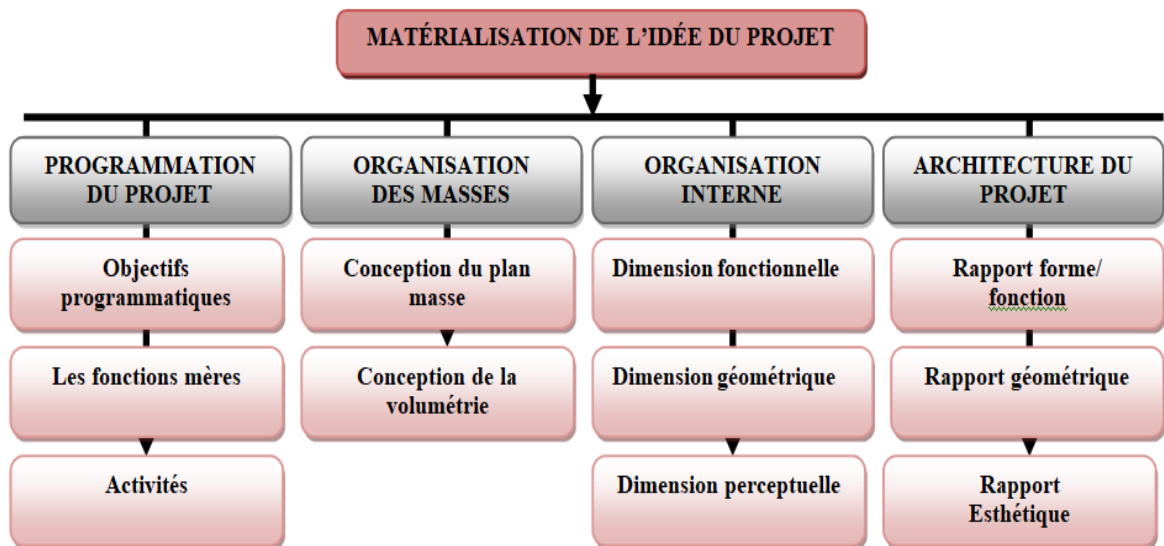 MATÉRIALISATION DE L'IDÉE DU PROJET
PROGRAMMATION
DU PROJET
ORGANISATION
DES MASSES
ORGANISATION
INTERNE
ARCHITECTURE DU
PROJET
Objectifs
programmatiques
Conception du plan
masse
Dimension fonctionnelle
Rapport forme/
fonction
Les fonctions mères
Conception de la
volumétrie
Dimension géométrique
Rapport géométrique
Activités
Dimension perceptuelle
Rapport
Esthétique